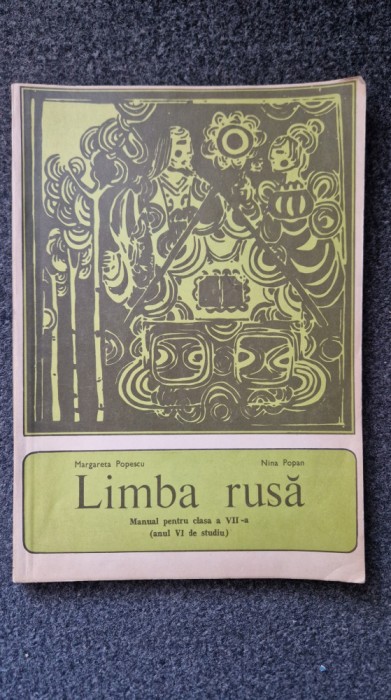 Margareta Popescu Nina Popan
Limba rusă
Manual pentru clasa a VII-a
(anul VI de studiu)